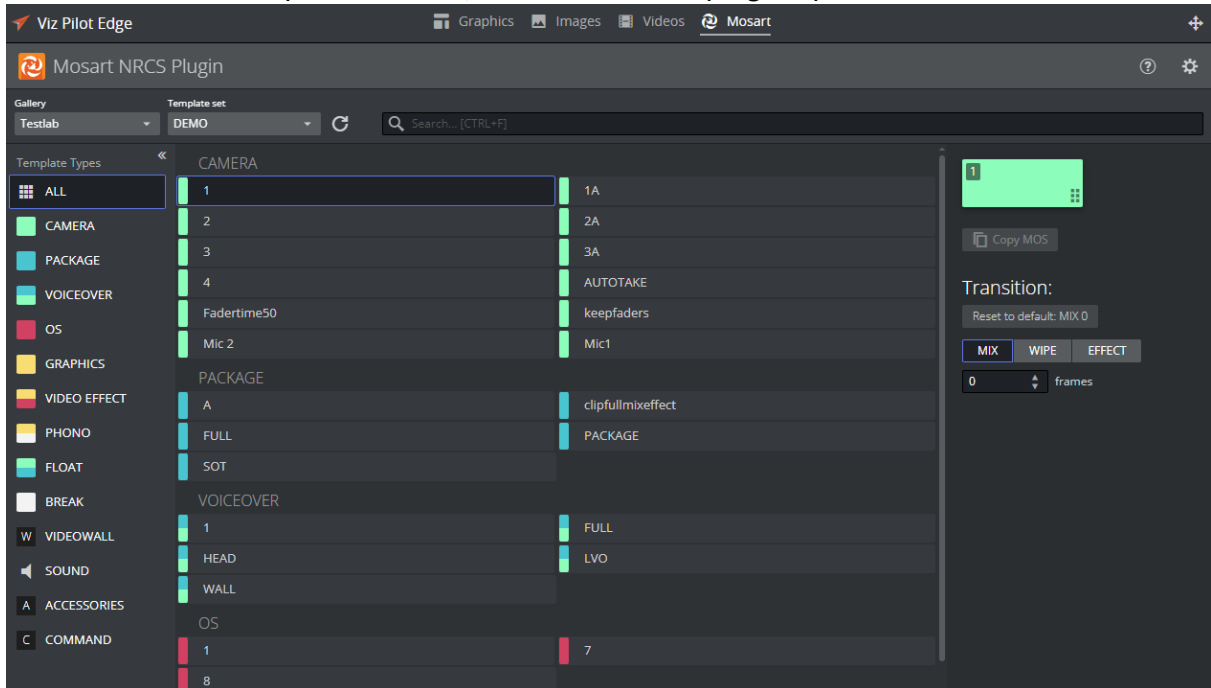 Viz Pilot Edge
Graphics Images Videos Mosart
Mosart NRCS Plugin
Gallery Template set
Testlab DEMO Search... [CTRL+F]
Template Types
ALL
CAMERA
PACKAGE
VOICEOVER
OS
GRAPHICS
VIDEO EFFECT
PHONO
FLOAT
BREAK
W VIDEOWALL
SOUND
A ACCESSORIES
C COMMAND
CAMERA
1 1A
2 2A
3 3A
4 AUTOTAKE
Fadertime50 keepfaders
Mic 2 Mic1
PACKAGE
A clipfullmixeffect
FULL PACKAGE
SOT
VOICEOVER
1 FULL
HEAD LVO
WALL
OS
1 7
8
1
Copy MOS
Transition:
Reset to default: MIX 0
MIX WIPE EFFECT
0 frames